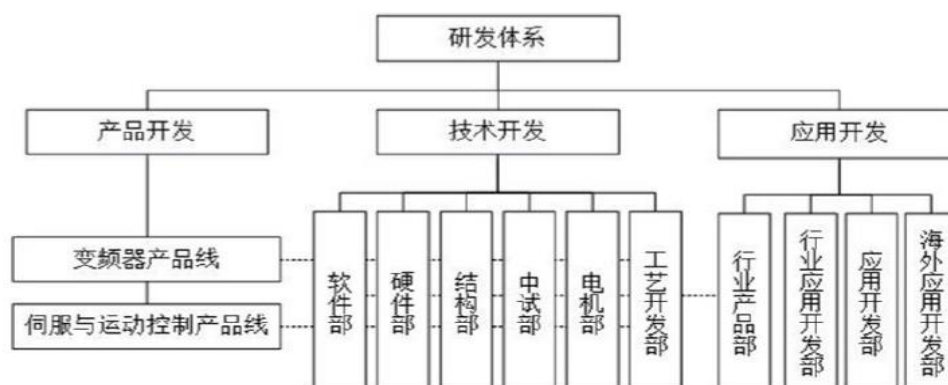 研发体系
产品开发
技术开发
应用开发
变频器产品线
伺服与运动控制产品线
软件部
硬件部
结构部
中试部
电机部
工艺开发部
行业产品部
行业应用开发部
应用开发部
海外应用开发部